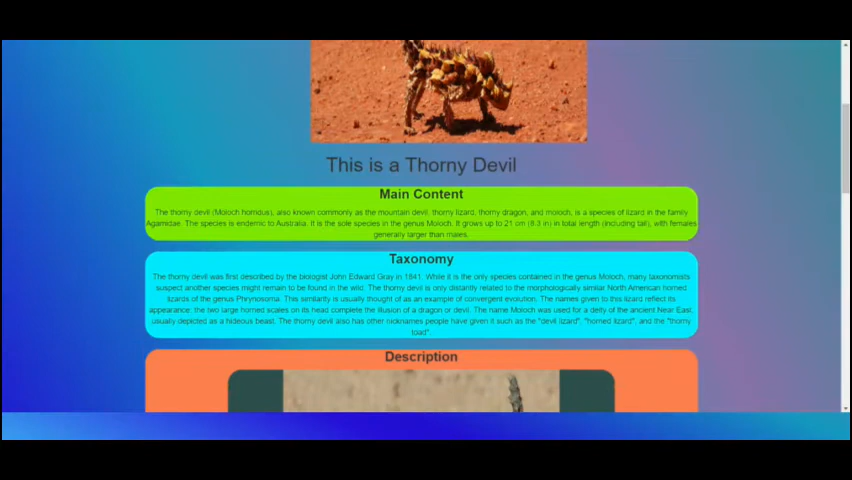 This is a Thorny Devil
Main Content
The thorny devil (Moloch horridus), also known commonly as the mountain devil, thorny lizard, thorny dragon, and moloch, is a species of lizard in the family
Agamidae. The species is endemic to Australia. It is the sole species in the genus Moloch. It grows up to 21 cm (8.3 in) in total length (including tail), with females
generally larger than males.
Taxonomy
The thorny devil was first described by the biologist John Edward Gray in 1841. While it is the only species contained in the genus Moloch, many taxonomists
suspect another species might remain to be found in the wild. The thorny devil is only distantly related to the morphologically similar North American horned
lizards of the genus Phrynosoma. This similarity is usually thought of as an example of convergent evolution. The names given to this lizard reflect its
appearance: the two large horned scales on its head complete the illusion of a dragon or devil. The name Moloch was used for a deity of the ancient Near East,
usually depicted as a hideous beast. The thorny devil also has other nicknames people have given it such as the "devil lizard", "horned lizard", and the "thorny
toad".
Description